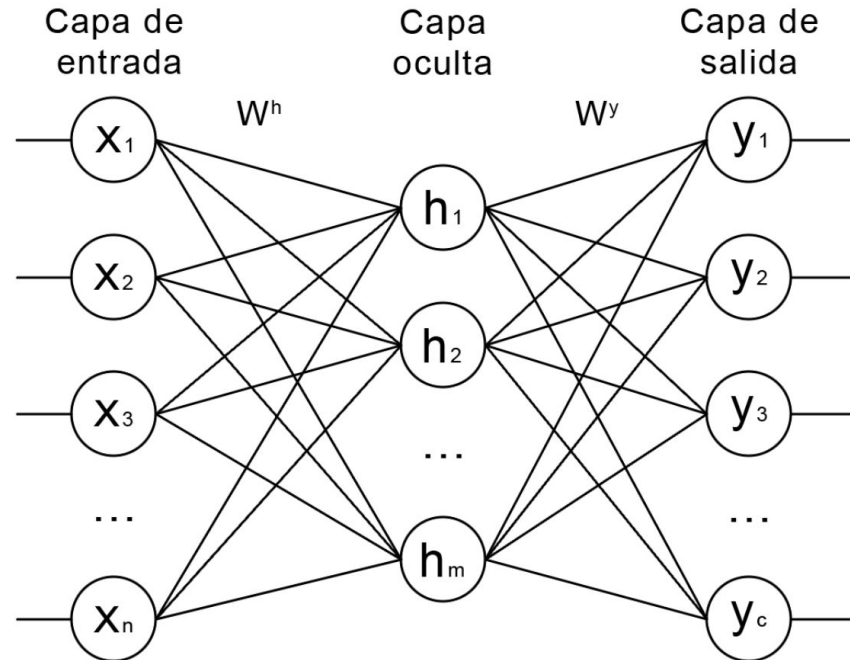 Capa de
entrada
Capa
oculta
Capa de
salida
Wʰ
Wʸ
x₁
x₂
x₃
...
xₙ
h₁
h₂
...
hₘ
y₁
y₂
y₃
...
y꜀